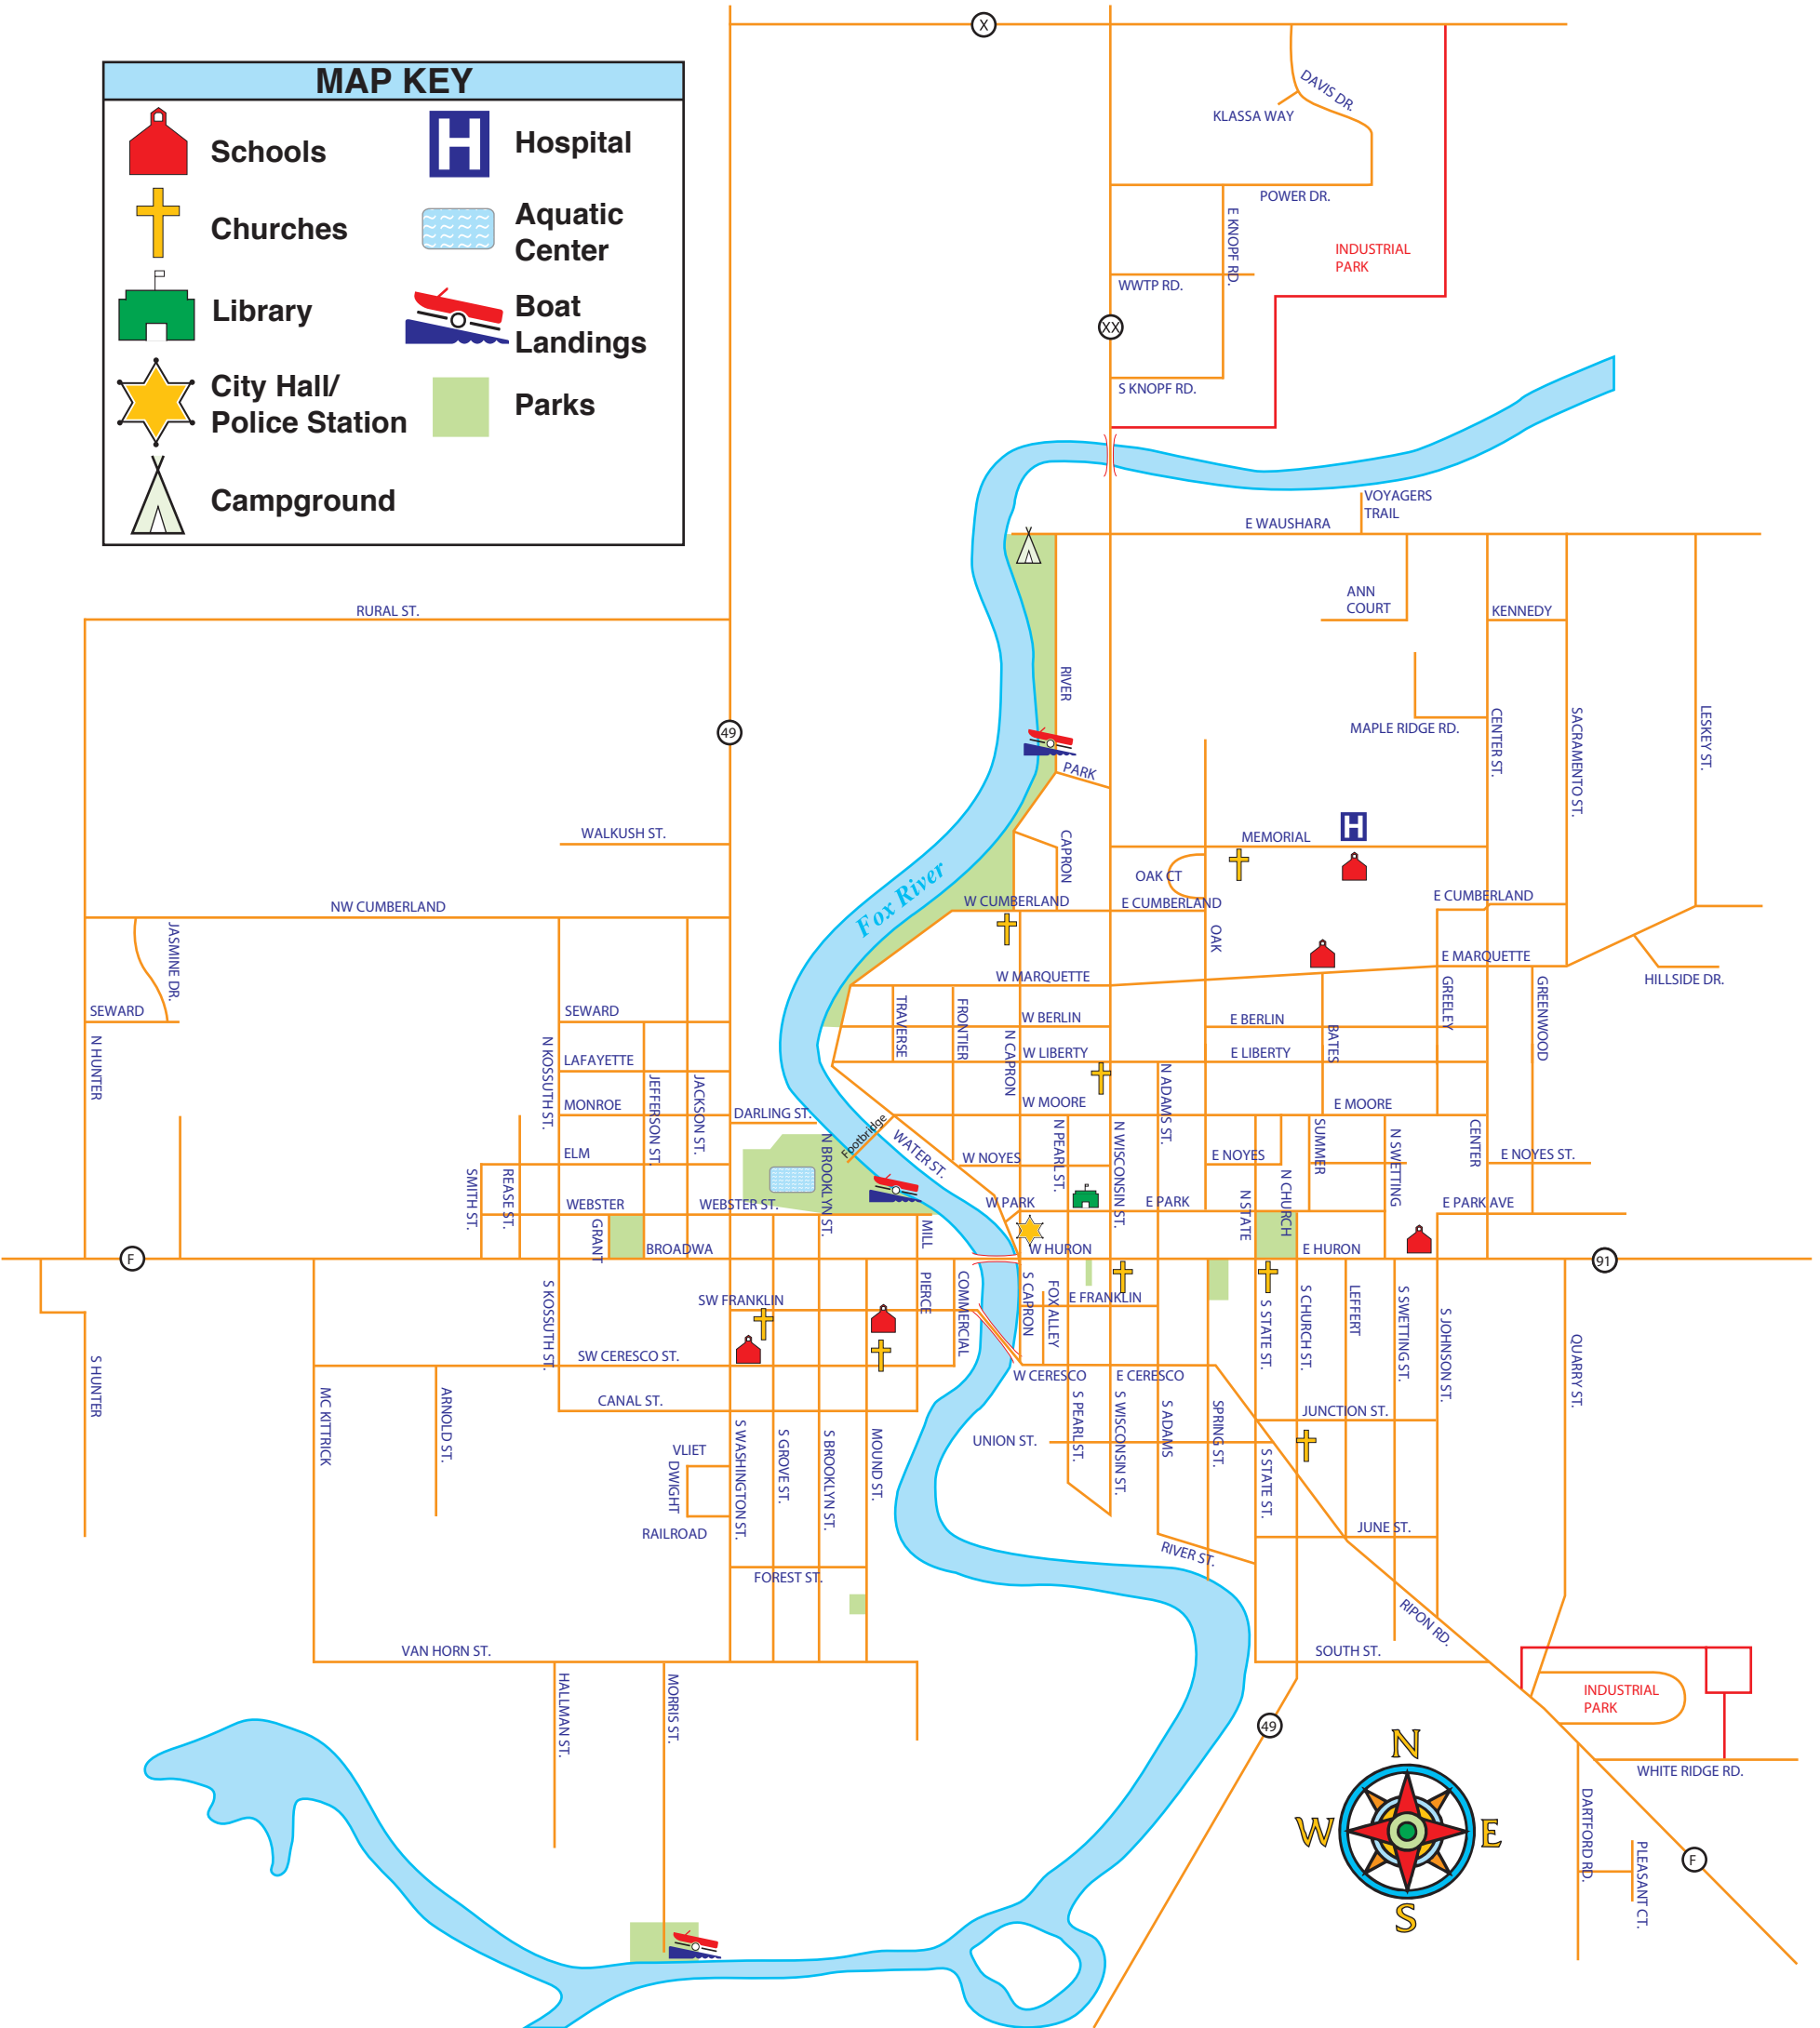 X
MAP KEY
Schools
Hospital
Churches
Aquatic
Center
Library
Boat
Landings
City Hall/
Police Station
Parks
Campground
DAVIS DR.
KLASSA WAY
POWER DR.
E KNOPF RD.
INDUSTRIAL
PARK
WWTP RD.
XX
S KNOPF RD.
VOYAGERS
TRAIL
E WAUSHARA
ANN
COURT
KENNEDY
RURAL ST.
RIVER
MAPLE RIDGE RD.
CENTER ST.
SACRAMENTO ST.
LESKEY ST.
49
PARK
WALKUSH ST.
CAPRON
MEMORIAL
H
OAK CT
Fox River
NW CUMBERLAND
W CUMBERLAND
E CUMBERLAND
E CUMBERLAND
JASMINE DR.
OAK
E MARQUETTE
W MARQUETTE
HILLSIDE DR.
SEWARD
SEWARD
N HUNTER
N KOSSUTH ST.
TRAVERSE
FRONTIER
N CAPRON
W BERLIN
E BERLIN
BATES
GREELEY
GREENWOOD
LAFAYETTE
W LIBERTY
E LIBERTY
JEFFERSON ST.
JACKSON ST.
MONROE
DARLING ST.
W MOORE
E MOORE
N ADAMS ST.
Footbridge
WATER ST.
N BROOKLYN ST.
N PEARL ST.
N WISCONSIN ST.
SUMMER
N SWETTING
CENTER
ELM
W NOYES
E NOYES
E NOYES ST.
SMITH ST.
REASE ST.
N CHURCH
N STATE
WEBSTER
WEBSTER ST.
W PARK
E PARK
E PARK AVE
GRANT
MILL
F
BROADWA
W HURON
E HURON
91
SW FRANKLIN
PIERCE
COMMERCIAL
S CAPRON
FOX ALLEY
E FRANKLIN
S KOSSUTH ST.
S STATE ST.
S CHURCH ST.
LEFFERT
S SWETTING ST.
S JOHNSON ST.
QUARRY ST.
S HUNTER
SW CERESCO ST.
W CERESCO
E CERESCO
MC KITTRICK
ARNOLD ST.
CANAL ST.
S PEARL ST.
S WISCONSIN ST.
S ADAMS
SPRING ST.
JUNCTION ST.
UNION ST.
VLIET
DWIGHT
S WASHINGTON ST.
S GROVE ST.
S BROOKLYN ST.
MOUND ST.
S STATE ST.
RAILROAD
JUNE ST.
RIVER ST.
FOREST ST.
RIPON RD.
VAN HORN ST.
SOUTH ST.
HALLMAN ST.
MORRIS ST.
INDUSTRIAL
PARK
49
N
WHITE RIDGE RD.
W
E
DARTFORD RD.
PLEASANT CT.
F
S